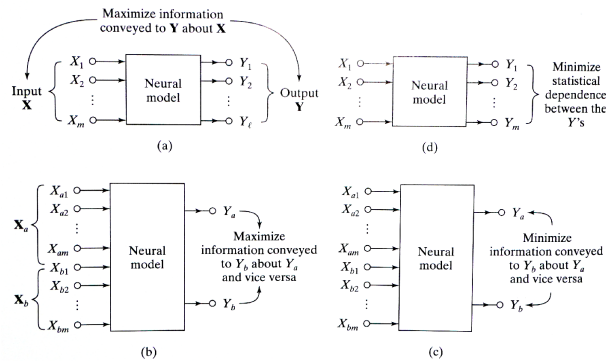 Maximize information
conveyed to Y about X
X1
X2
⋮
Xm
Input
X
Neural
model
Y1
Y2
⋮
Yℓ
Output
Y
(a)
X1
X2
⋮
Xm
Neural
model
Y1
Y2
⋮
Ym
Minimize
statistical
dependence
between the
Y's
(d)
Xa
Xa1
Xa2
⋮
Xam
Xb
Xb1
Xb2
⋮
Xbm
Neural
model
Ya
Maximize
information conveyed
to Yb about Ya
and vice versa
Yb
(b)
Xa1
Xa2
⋮
Xam
Xb1
Xb2
⋮
Xbm
Neural
model
Ya
Minimize
information conveyed
to Yb about Ya
and vice versa
Yb
(c)